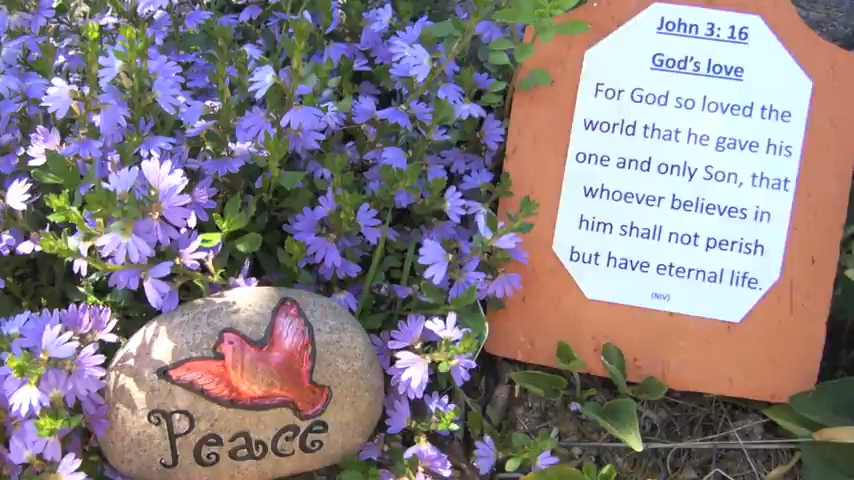 John 3: 16
God's love
For God so loved the
world that he gave his
one and only Son, that
whoever believes in
him shall not perish
but have eternal life.
(NIV)
Peace